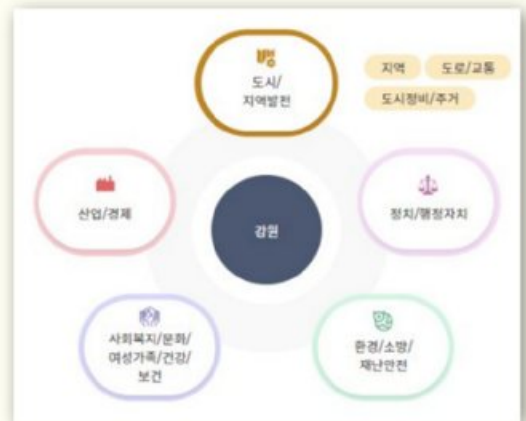 도시/
지역발전
지역
도로/교통
도시정비/주거
산업/경제
정치/행정자치
강원
사회복지/문화/
여성가족/건강/
보건
환경/소방/
재난안전